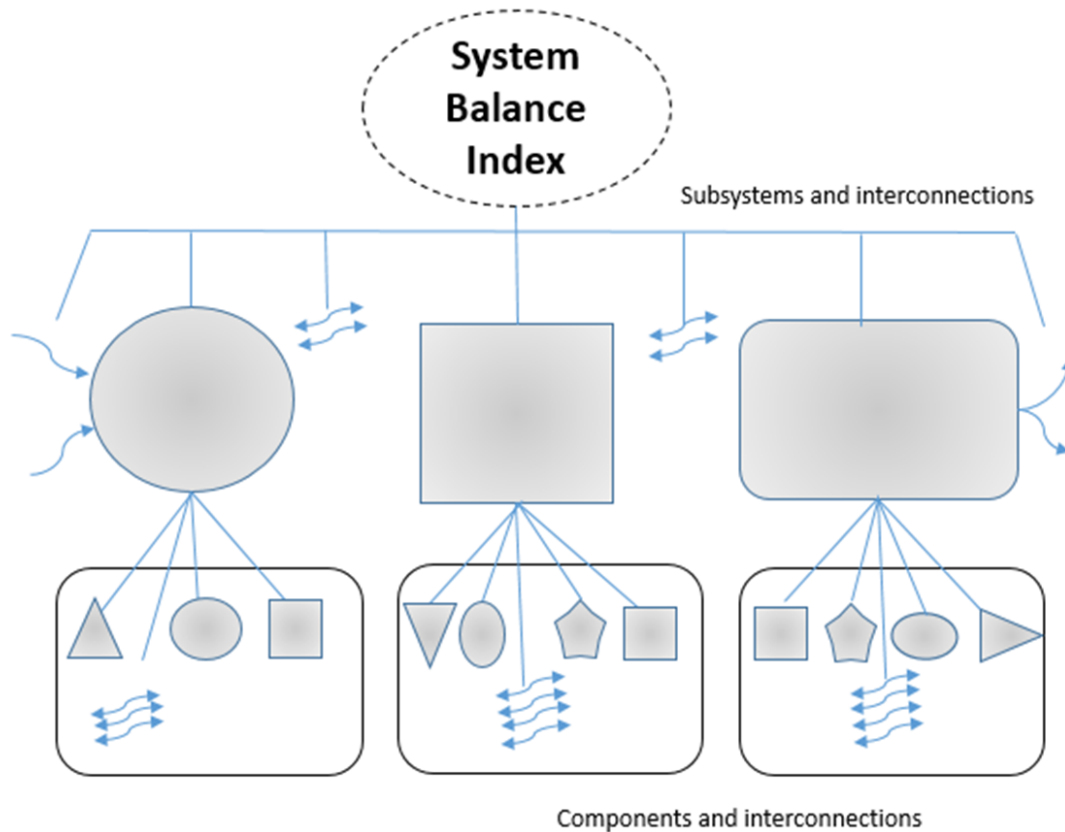 System
Balance
Index
Subsystems and interconnections
Components and interconnections